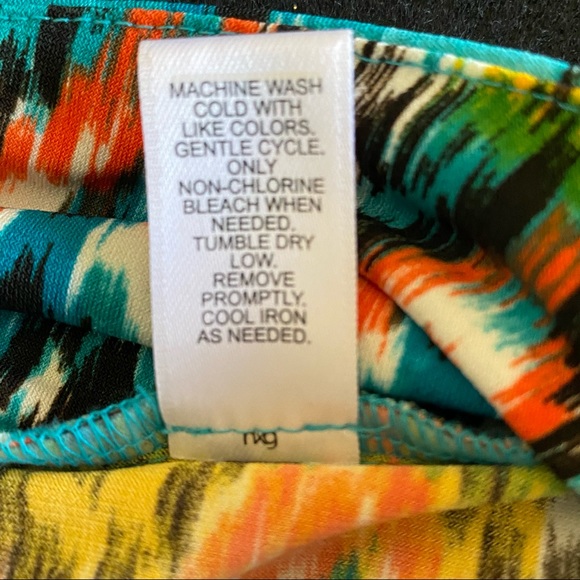 MACHINE WASH
COLD WITH
LIKE COLORS.
GENTLE CYCLE.
ONLY
NON-CHLORINE
BLEACH WHEN
NEEDED.
TUMBLE DRY
LOW.
REMOVE
PROMPTLY.
COOL IRON
AS NEEDED.